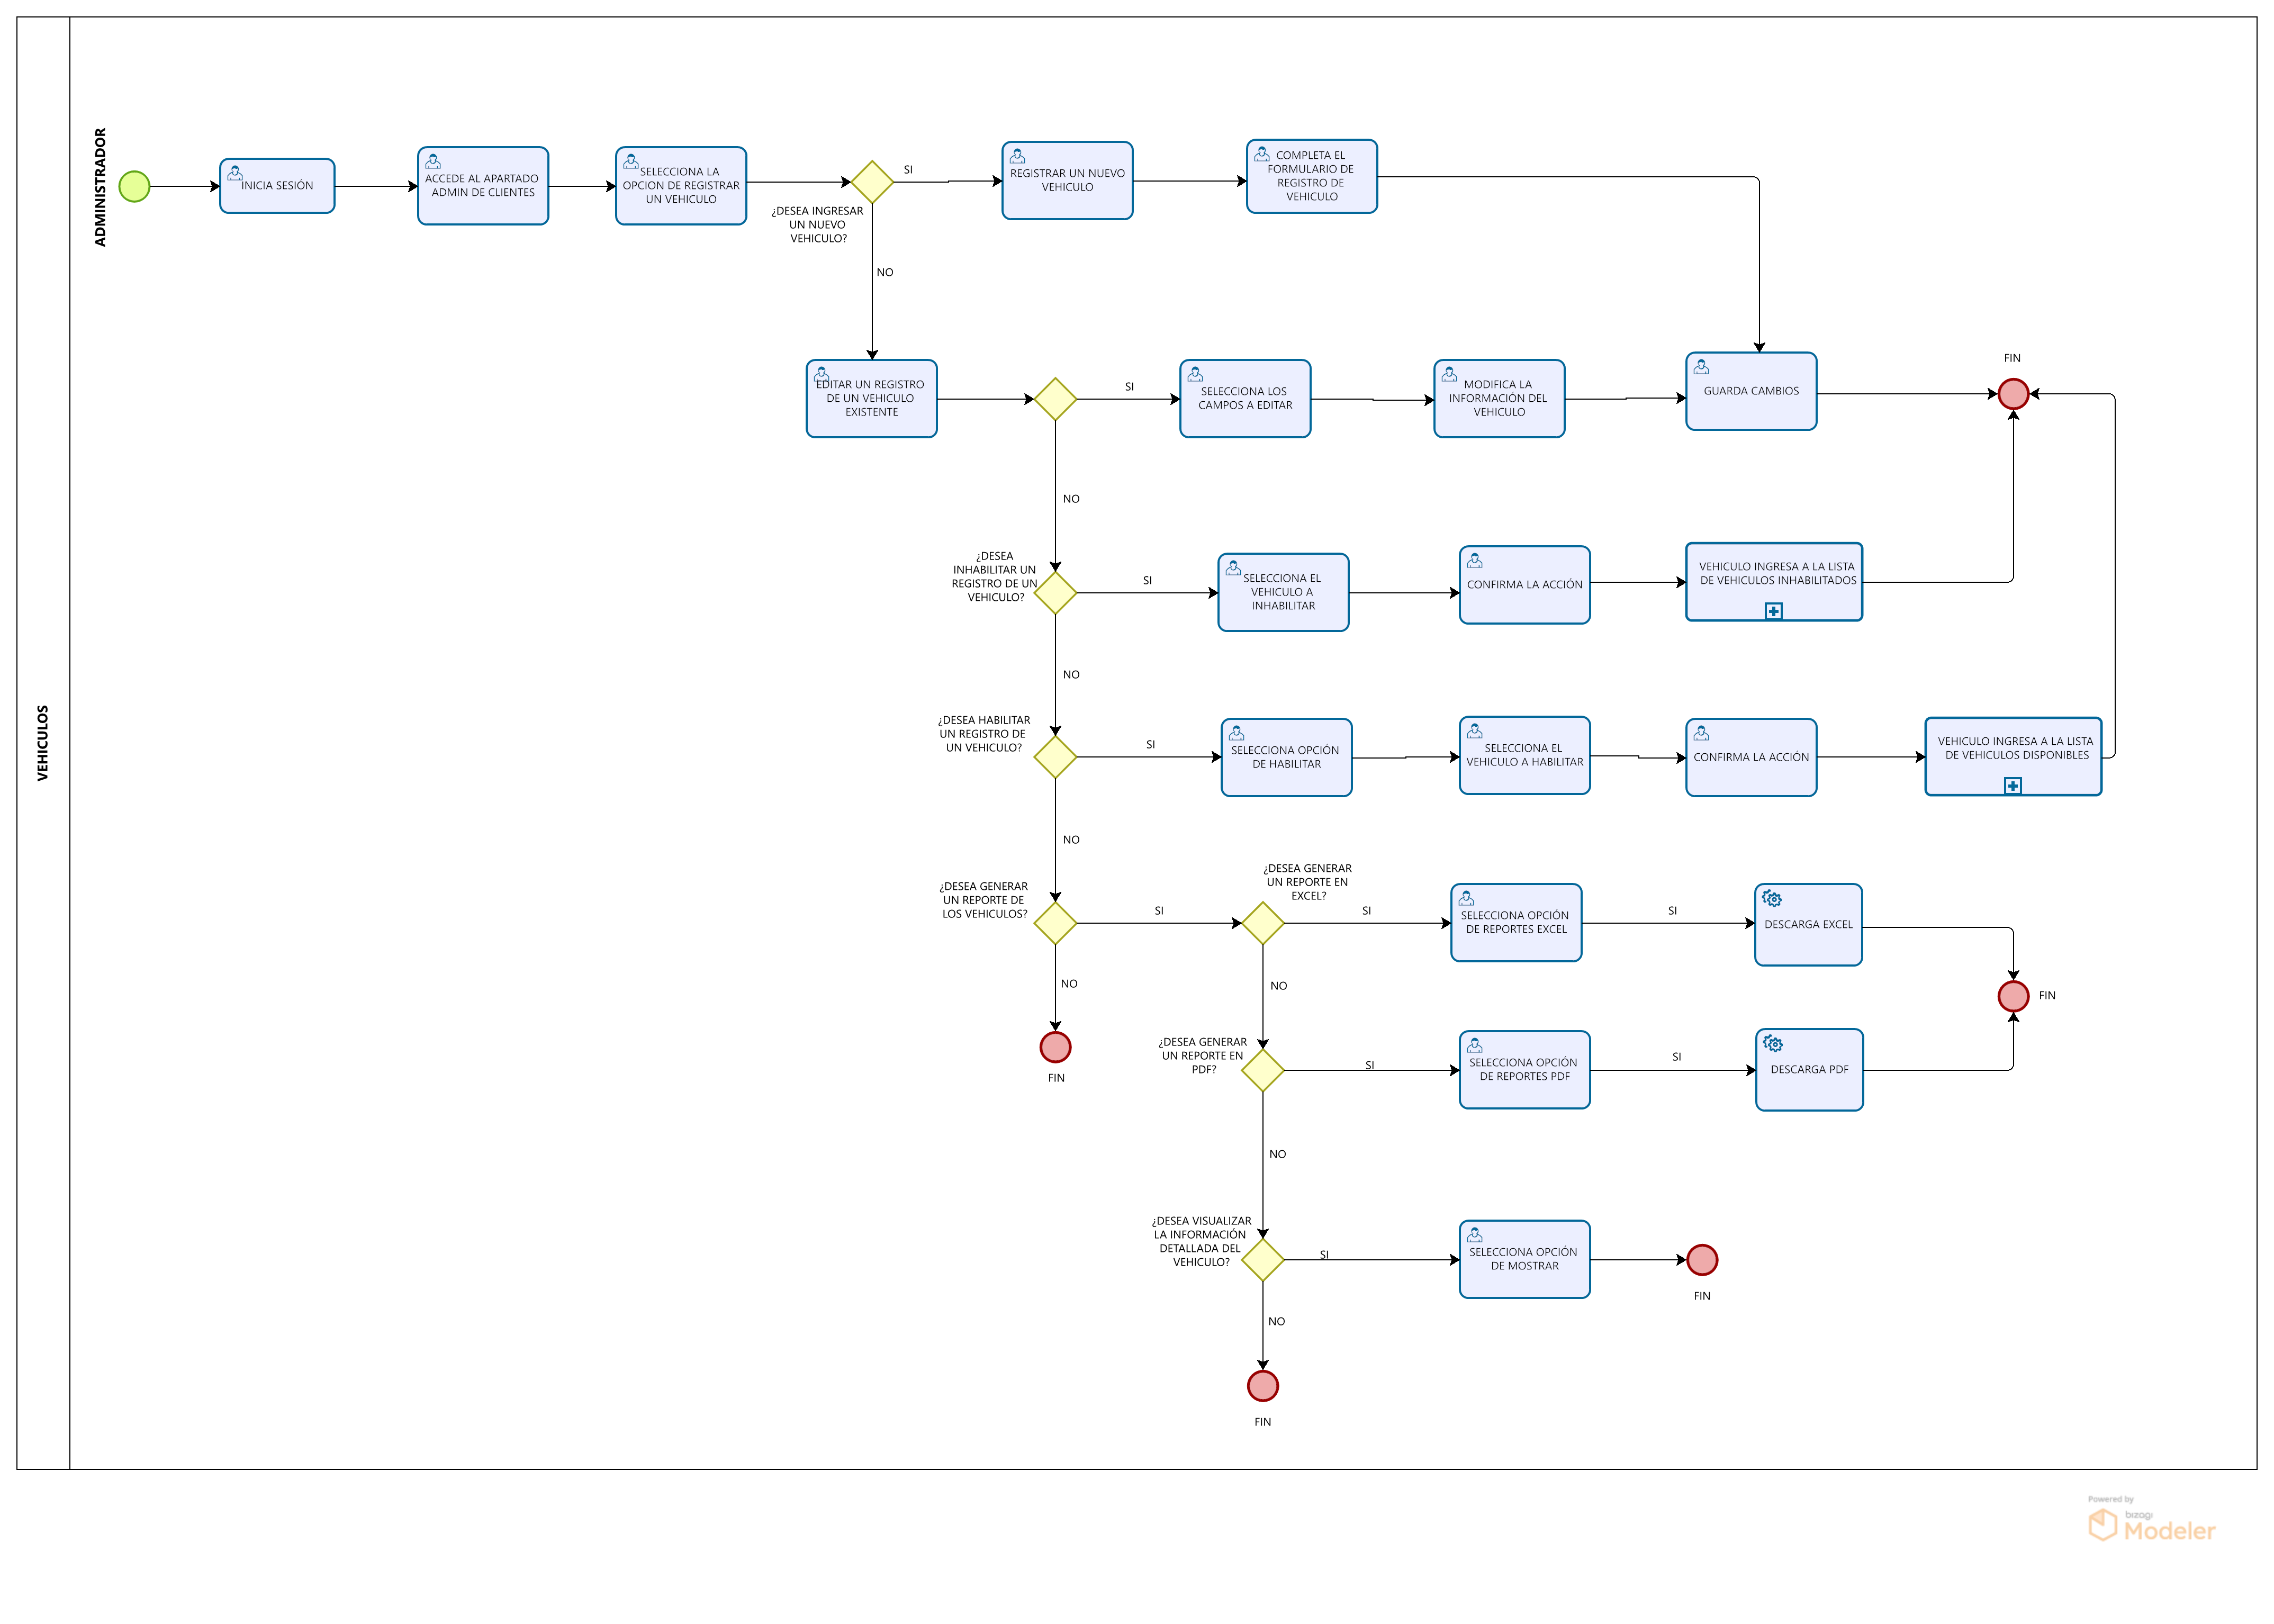 VEHICULOS
ADMINISTRADOR
INICIA SESIÓN
ACCEDE AL APARTADO
ADMIN DE CLIENTES
SELECCIONA LA
OPCION DE REGISTRAR
UN VEHICULO
¿DESEA INGRESAR
UN NUEVO
VEHICULO?
SI
REGISTRAR UN NUEVO
VEHICULO
COMPLETA EL
FORMULARIO DE
REGISTRO DE
VEHICULO
NO
EDITAR UN REGISTRO
DE UN VEHICULO
EXISTENTE
SI
SELECCIONA LOS
CAMPOS A EDITAR
MODIFICA LA
INFORMACIÓN DEL
VEHICULO
GUARDA CAMBIOS
FIN
NO
¿DESEA
INHABILITAR UN
REGISTRO DE UN
VEHICULO?
SI
SELECCIONA EL
VEHICULO A
INHABILITAR
CONFIRMA LA ACCIÓN
VEHICULO INGRESA A LA LISTA
DE VEHICULOS INHABILITADOS
NO
¿DESEA HABILITAR
UN REGISTRO DE
UN VEHICULO?
SI
SELECCIONA OPCIÓN
DE HABILITAR
SELECCIONA EL
VEHICULO A HABILITAR
CONFIRMA LA ACCIÓN
VEHICULO INGRESA A LA LISTA
DE VEHICULOS DISPONIBLES
NO
¿DESEA GENERAR
UN REPORTE DE
LOS VEHICULOS?
SI
¿DESEA GENERAR
UN REPORTE EN
EXCEL?
SI
SELECCIONA OPCIÓN
DE REPORTES EXCEL
SI
DESCARGA EXCEL
FIN
NO
FIN
NO
¿DESEA GENERAR
UN REPORTE EN
PDF?
SI
SELECCIONA OPCIÓN
DE REPORTES PDF
SI
DESCARGA PDF
NO
¿DESEA VISUALIZAR
LA INFORMACIÓN
DETALLADA DEL
VEHICULO?
SI
SELECCIONA OPCIÓN
DE MOSTRAR
FIN
NO
FIN
Powered by
bizagi
Modeler